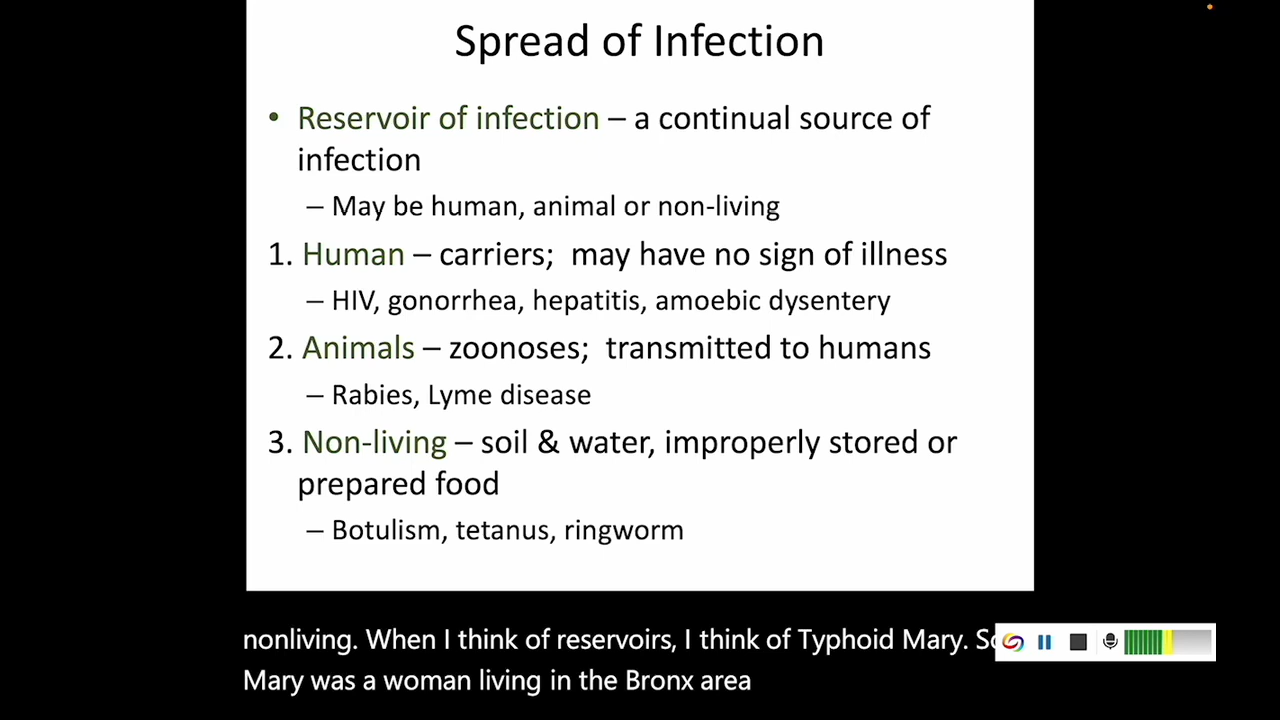 Spread of Infection
• Reservoir of infection – a continual source of
infection
– May be human, animal or non-living
1. Human – carriers;  may have no sign of illness
– HIV, gonorrhea, hepatitis, amoebic dysentery
2. Animals – zoonoses;  transmitted to humans
– Rabies, Lyme disease
3. Non-living – soil & water, improperly stored or
prepared food
– Botulism, tetanus, ringworm
nonliving. When I think of reservoirs, I think of Typhoid Mary.
Mary was a woman living in the Bronx area